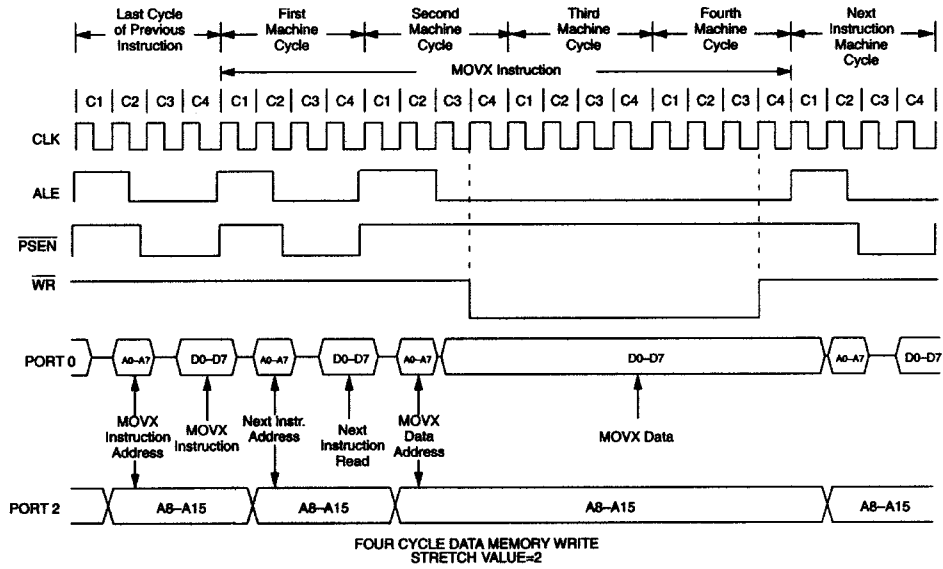 Last Cycle of Previous Instruction
First Machine Cycle
Second Machine Cycle
Third Machine Cycle
Fourth Machine Cycle
Next Instruction Machine Cycle
MOVX Instruction
C1 C2 C3 C4 C1 C2 C3 C4 C1 C2 C3 C4 C1 C2 C3 C4 C1 C2 C3 C4 C1 C2 C3 C4
CLK
ALE
PSEN
WR
PORT 0
A0–A7 D0–D7 A0–A7 D0–D7 A0–A7 D0–D7 A0–A7 D0–D7
MOVX Instruction Address
MOVX Instruction
Next Instr. Address
Next Instruction Read
MOVX Data Address
MOVX Data
PORT 2
A8–A15 A8–A15 A8–A15 A8–A15
FOUR CYCLE DATA MEMORY WRITE
STRETCH VALUE=2